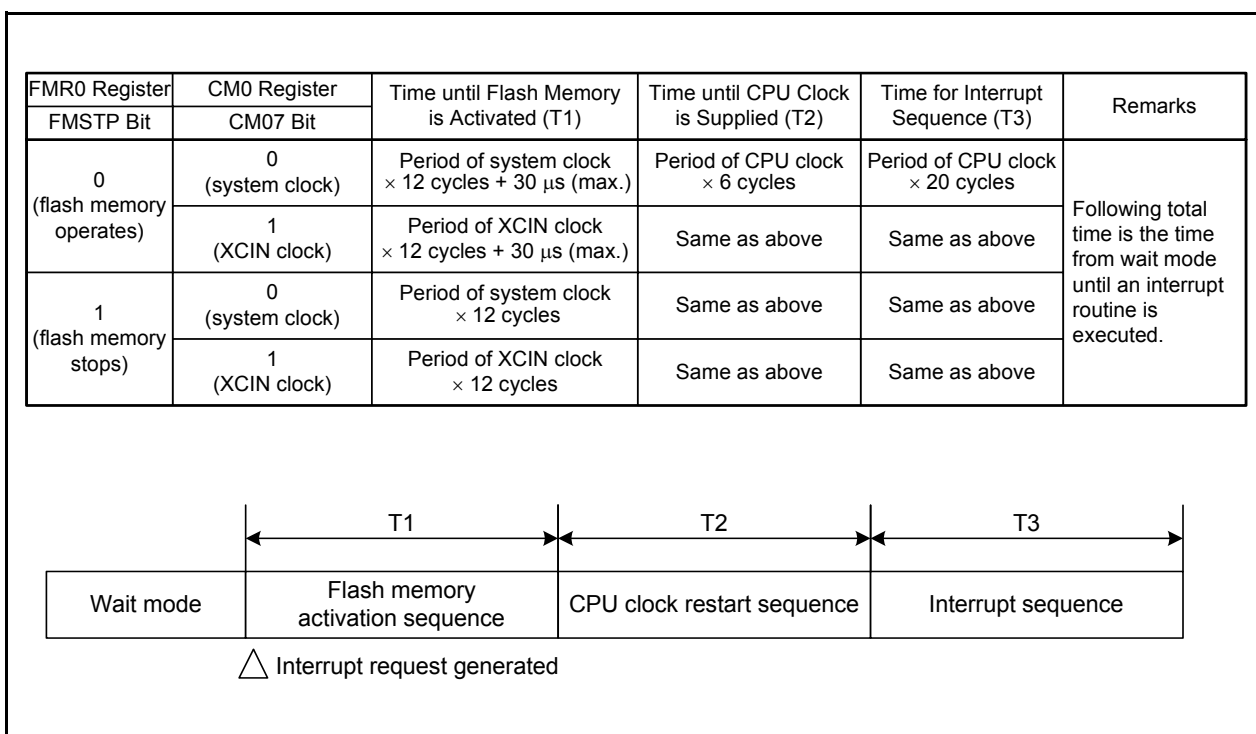 FMR0 Register
FMSTP Bit
CM0 Register
CM07 Bit
Time until Flash Memory
is Activated (T1)
Time until CPU Clock
is Supplied (T2)
Time for Interrupt
Sequence (T3)
Remarks
0
(flash memory
operates)
0
(system clock)
Period of system clock
× 12 cycles + 30 μs (max.)
Period of CPU clock
× 6 cycles
Period of CPU clock
× 20 cycles
Following total
time is the time
from wait mode
until an interrupt
routine is
executed.
1
(XCIN clock)
Period of XCIN clock
× 12 cycles + 30 μs (max.)
Same as above
Same as above
1
(flash memory
stops)
0
(system clock)
Period of system clock
× 12 cycles
Same as above
Same as above
1
(XCIN clock)
Period of XCIN clock
× 12 cycles
Same as above
Same as above
T1
T2
T3
Wait mode
Flash memory
activation sequence
CPU clock restart sequence
Interrupt sequence
Interrupt request generated